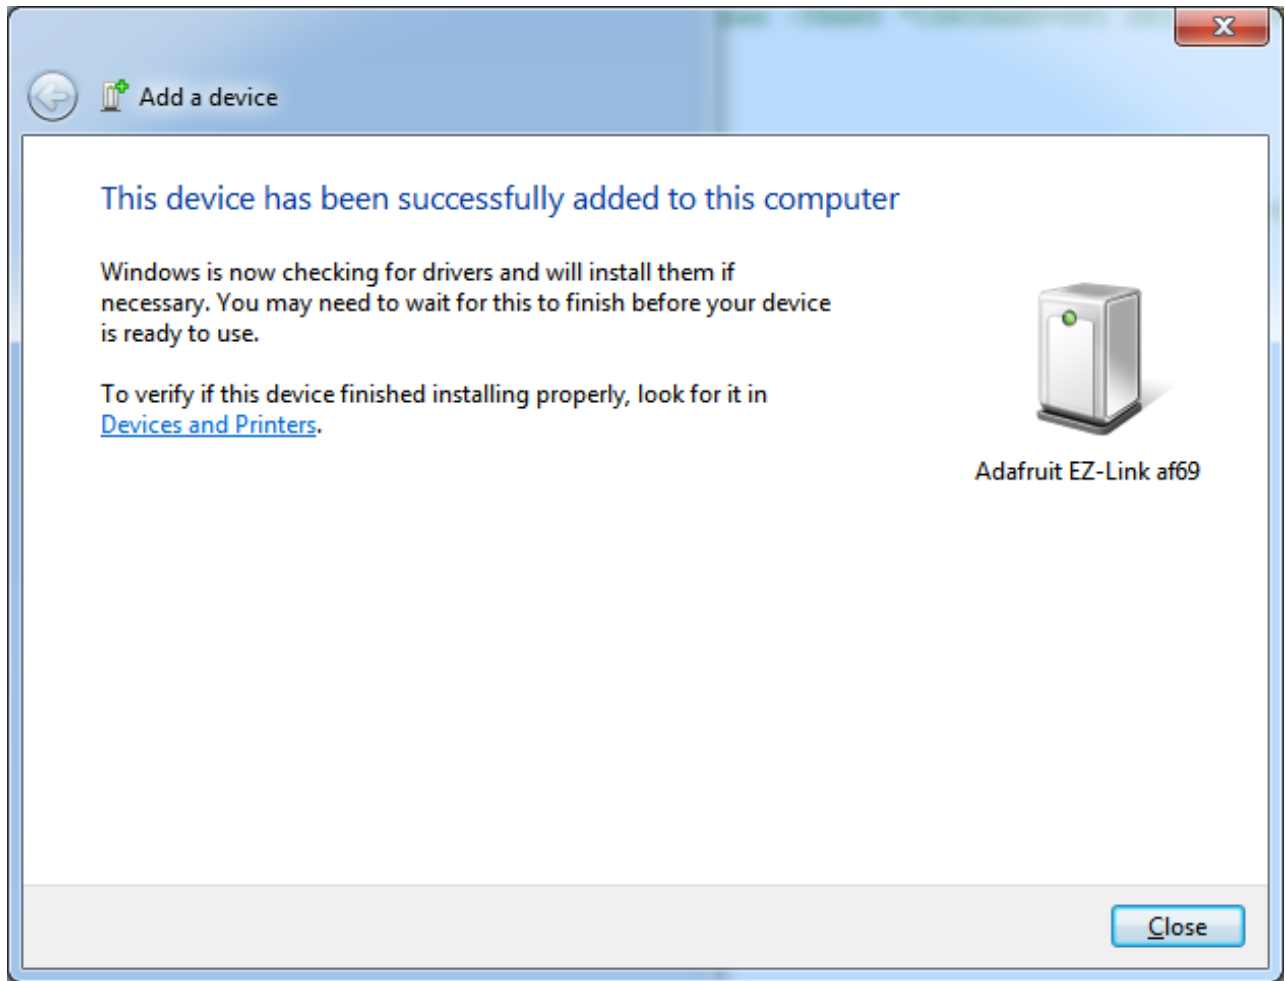 Add a device
This device has been successfully added to this computer
Windows is now checking for drivers and will install them if
necessary. You may need to wait for this to finish before your device
is ready to use.
To verify if this device finished installing properly, look for it in
Devices and Printers.
Adafruit EZ-Link af69
Close